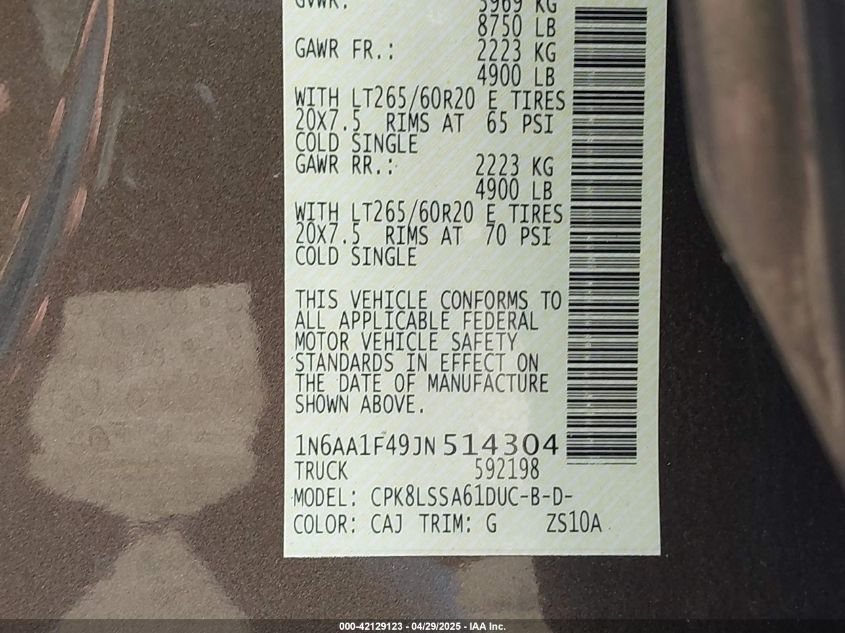 GVWR: 3969 KG
8750 LB
GAWR FR.: 2223 KG
4900 LB
WITH LT265/60R20 E TIRES
20X7.5 RIMS AT 65 PSI
COLD SINGLE
GAWR RR.: 2223 KG
4900 LB
WITH LT265/60R20 E TIRES
20X7.5 RIMS AT 70 PSI
COLD SINGLE
THIS VEHICLE CONFORMS TO
ALL APPLICABLE FEDERAL
MOTOR VEHICLE SAFETY
STANDARDS IN EFFECT ON
THE DATE OF MANUFACTURE
SHOWN ABOVE.
1N6AA1F49JN514304
TRUCK 592198
MODEL: CPK8LSSA61DUC-B-D-
COLOR: CAJ TRIM: G ZS10A
000-42129123 - 04/29/2025 - IAA Inc.